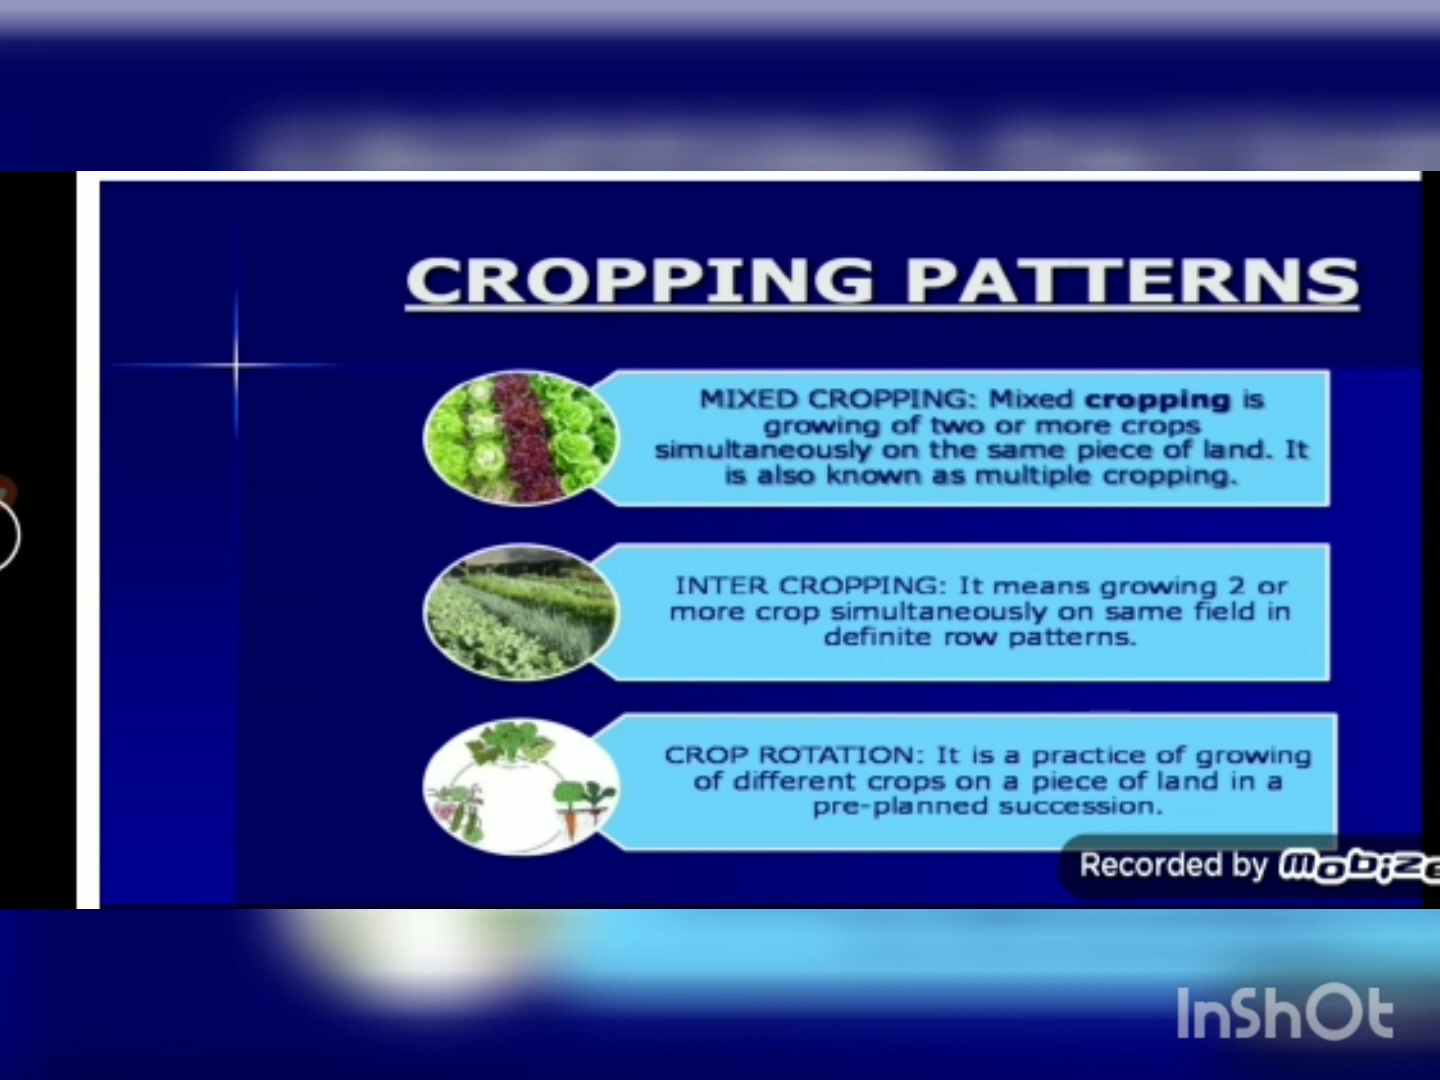 CROPPING PATTERNS
MIXED CROPPING: Mixed cropping is
growing of two or more crops
simultaneously on the same piece of land. It
is also known as multiple cropping.
INTER CROPPING: It means growing 2 or
more crop simultaneously on same field in
definite row patterns.
CROP ROTATION: It is a practice of growing
of different crops on a piece of land in a
pre-planned succession.
Recorded by
InShOt